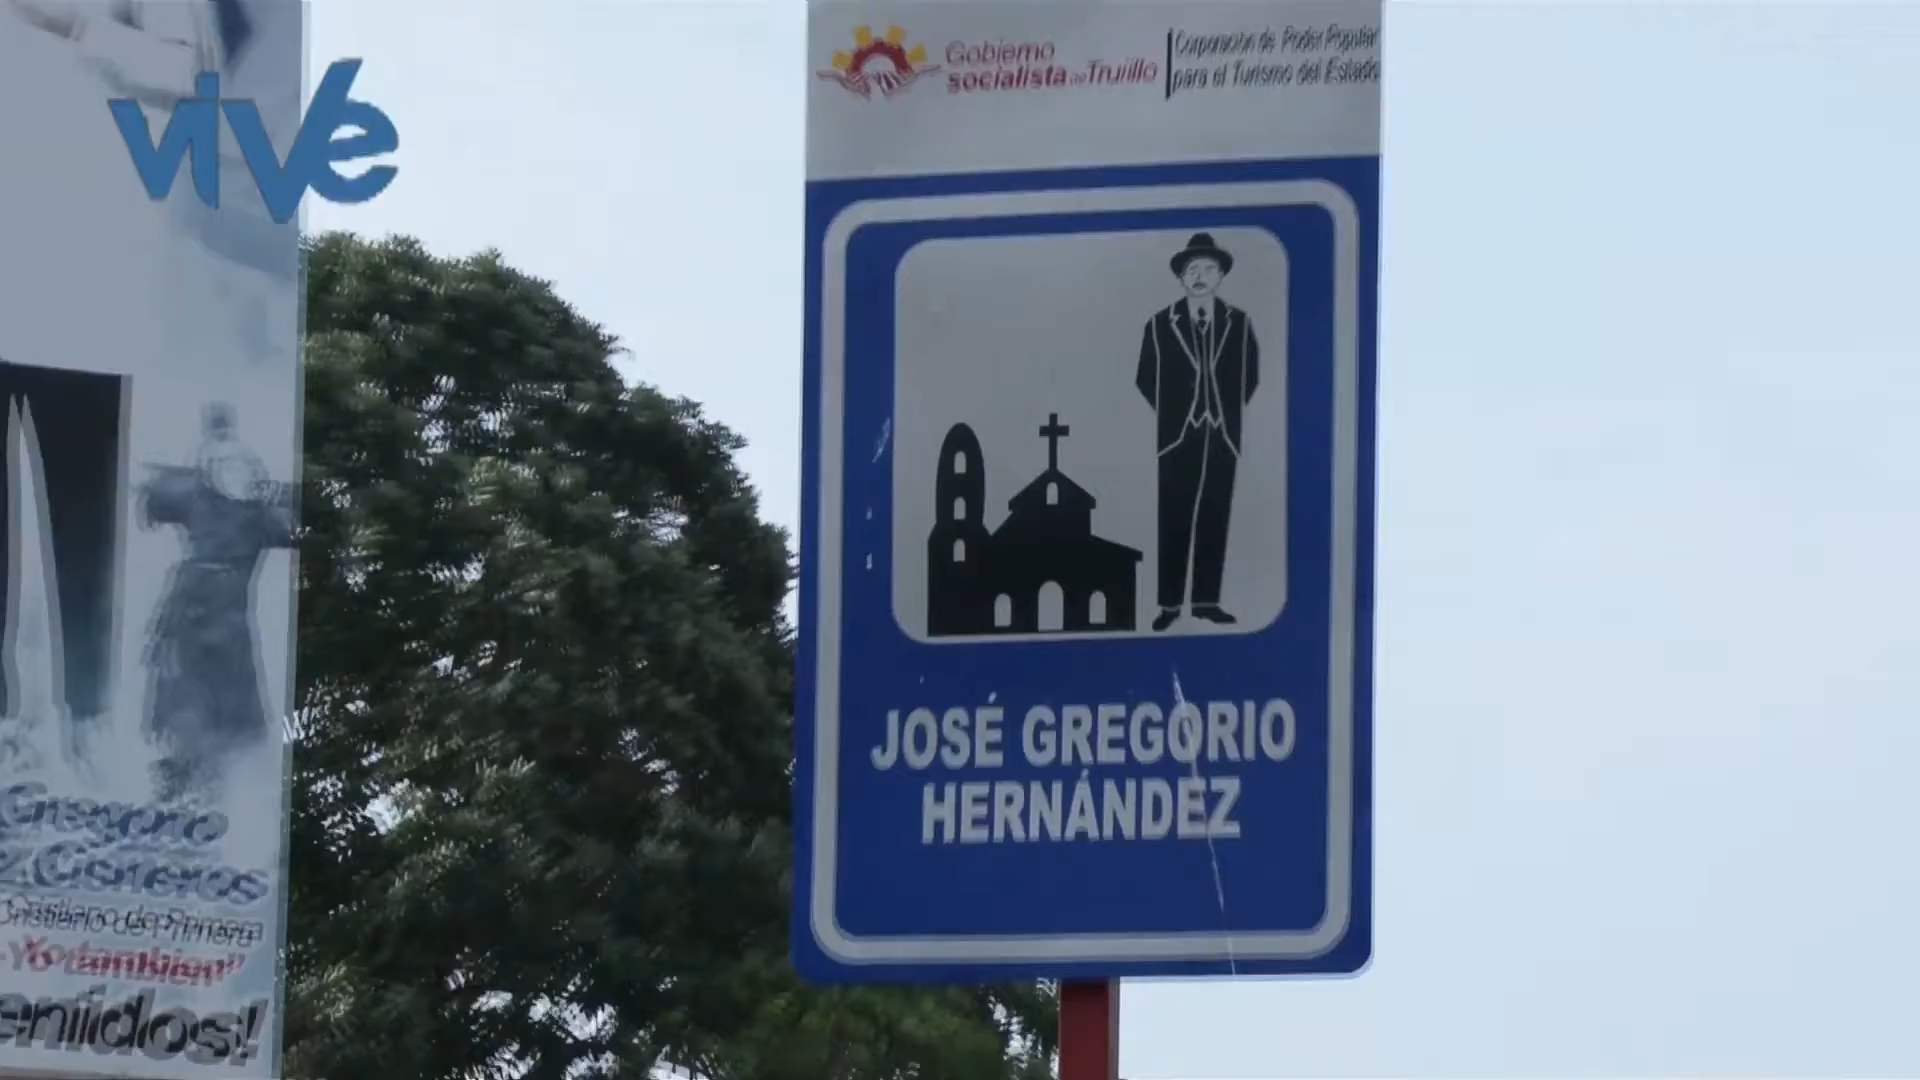 vive
Gobierno
socialista de Trujillo
Corporación de Poder Popular
para el Turismo del Estado
JOSÉ GREGORIO
HERNÁNDEZ
Gregorio
z Cisneros
Cristiano de Primera
Yo también"
enidos!